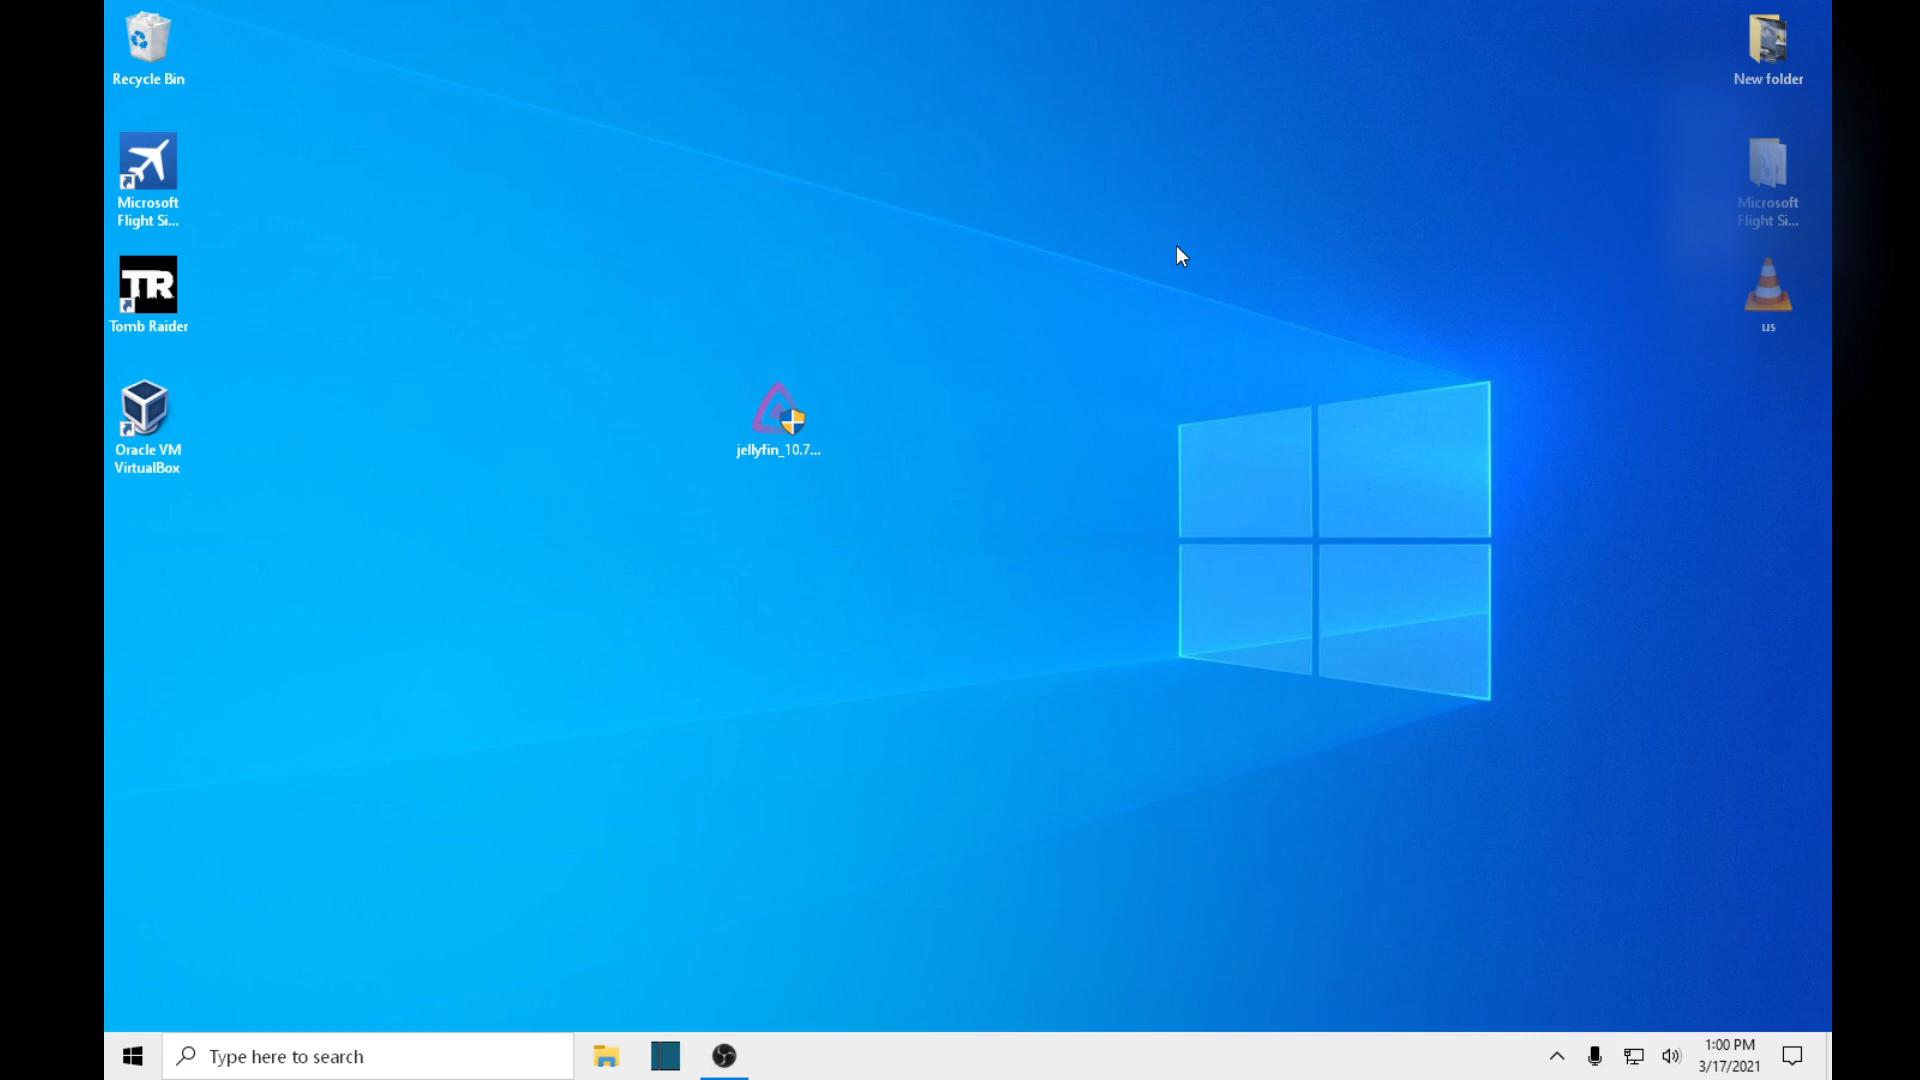 Recycle Bin
Microsoft
Flight Si...
TR
Tomb Raider
Oracle VM
VirtualBox
jellyfin_10.7...
New folder
Microsoft
Flight Si...
us
Type here to search
1:00 PM
3/17/2021